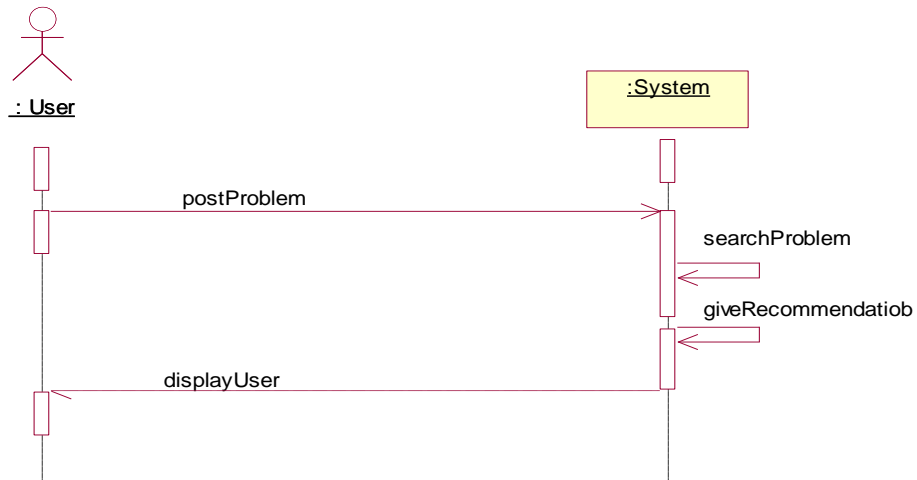 : User
:System
postProblem
searchProblem
giveRecommendatiob
displayUser